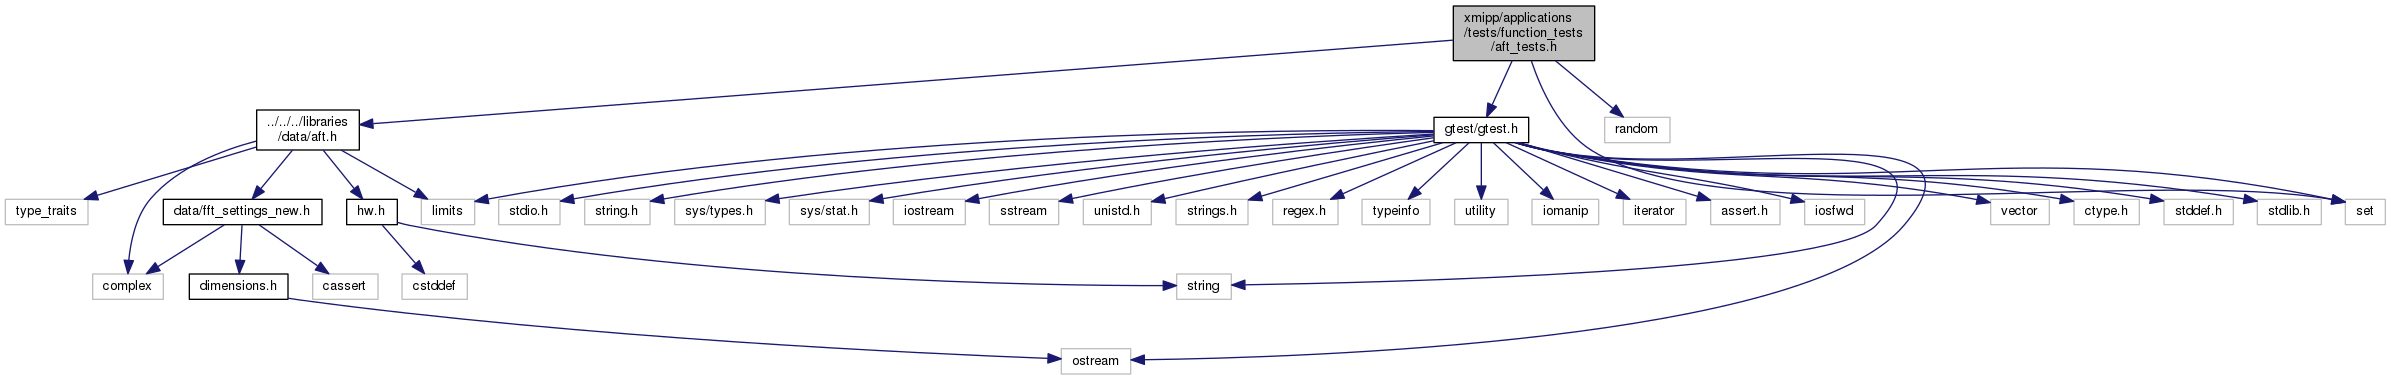 xmipp/applications
/tests/function_tests
/aft_tests.h
../../../libraries
/data/aft.h
gtest/gtest.h
random
type_traits
data/fft_settings_new.h
hw.h
limits
stdio.h
string.h
sys/types.h
sys/stat.h
iostream
sstream
unistd.h
strings.h
regex.h
typeinfo
utility
iomanip
iterator
assert.h
iosfwd
vector
ctype.h
stddef.h
stdlib.h
set
complex
dimensions.h
cassert
cstddef
string
ostream